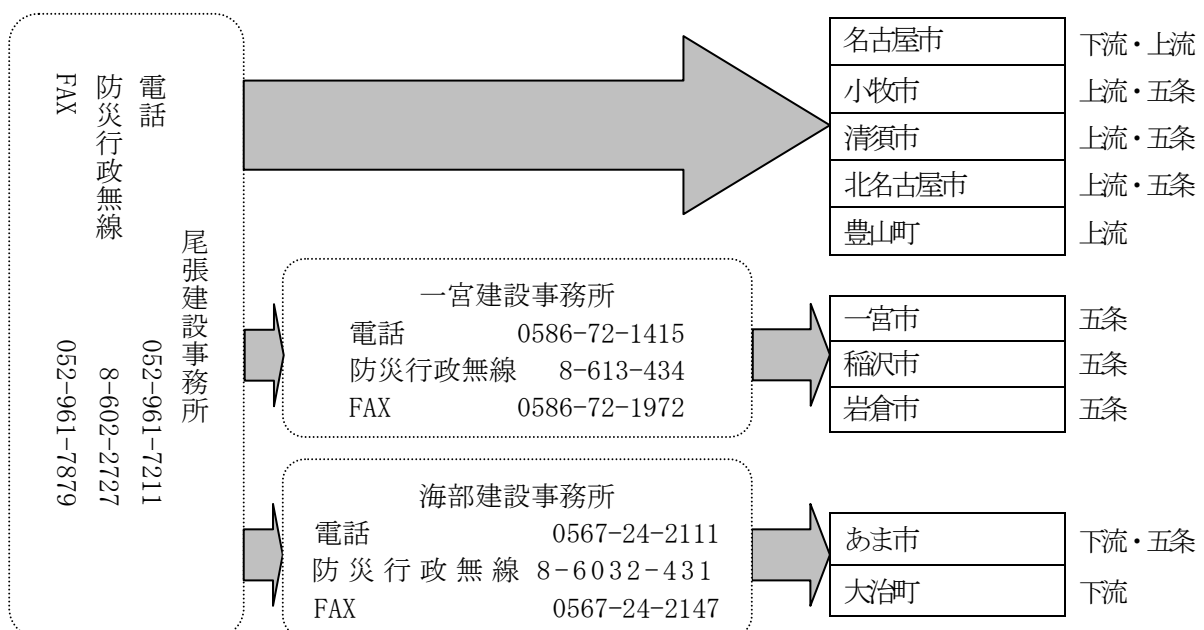 尾張建設事務所
電話 052-961-7211
防災行政無線 8-602-2727
FAX 052-961-7879
名古屋市 下流・上流
小牧市 上流・五条
清須市 上流・五条
北名古屋市 上流・五条
豊山町 上流
一宮建設事務所
電話 0586-72-1415
防災行政無線 8-613-434
FAX 0586-72-1972
一宮市 五条
稲沢市 五条
岩倉市 五条
海部建設事務所
電話 0567-24-2111
防災行政無線 8-6032-431
FAX 0567-24-2147
あま市 下流・五条
大治町 下流